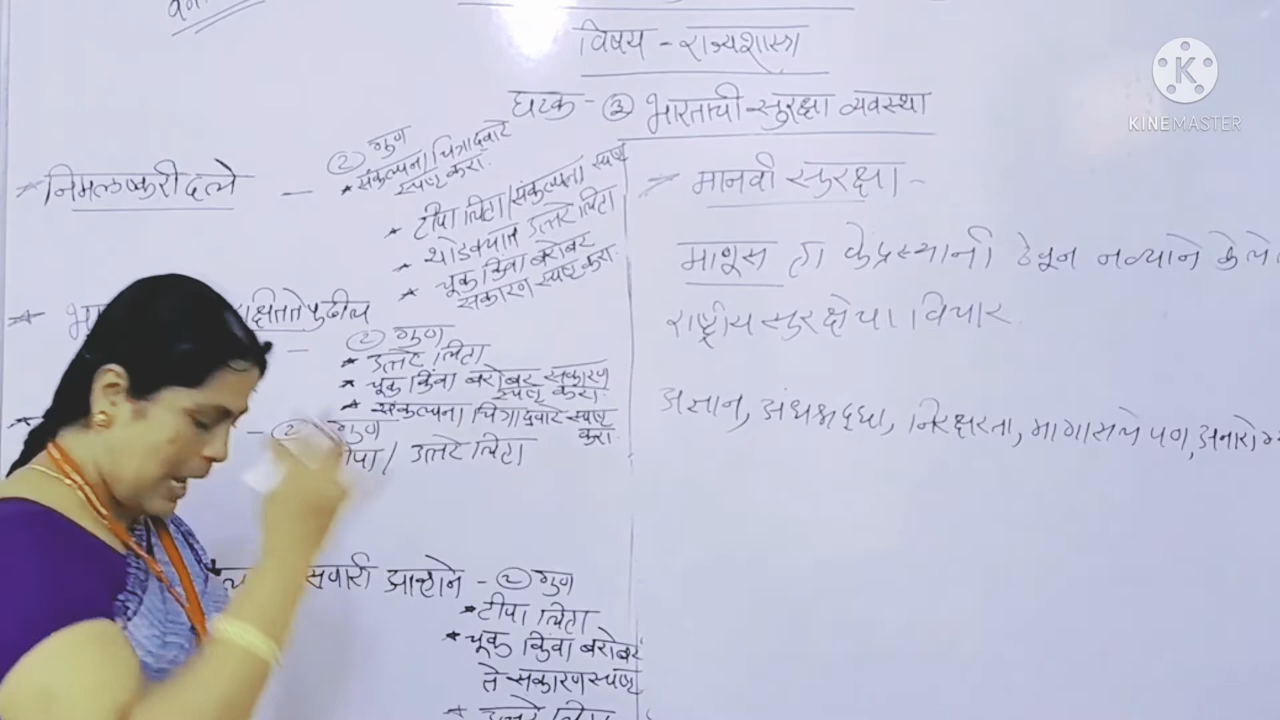 विषय - राज्यशास्त्र
घटक - ③ भारताची सुरक्षा व्यवस्था
* निमलष्करी दले -
② गुण
* संकल्पना चित्राद्वारे
स्पष्ट करा.
* टीपा लिहा/संकल्पना स्पष्ट
* थोडक्यात उत्तरे लिहा
* चूक किंवा बरोबर
सकारण स्पष्ट करा.
पुढील
-
② गुण
* उत्तरे लिहा
* चूक किंवा बरोबर सकारण
स्पष्ट करा.
* संकल्पना चित्राद्वारे स्पष्ट
करा.
- ② गुण
टीपा/ उत्तरे लिहा
आव्हाने - ② गुण
* टीपा लिहा
* चूक किंवा बरोबर
ते सकारण स्पष्ट
* उत्तरे लिहा
* मानवी सुरक्षा -
माणूस हा केंद्रस्थानी ठेवून नव्याने केले
राष्ट्रीय सुरक्षेचा विचार.
अज्ञान, अंधश्रद्धा, निरक्षरता, मागासलेपण,
KINEMASTER